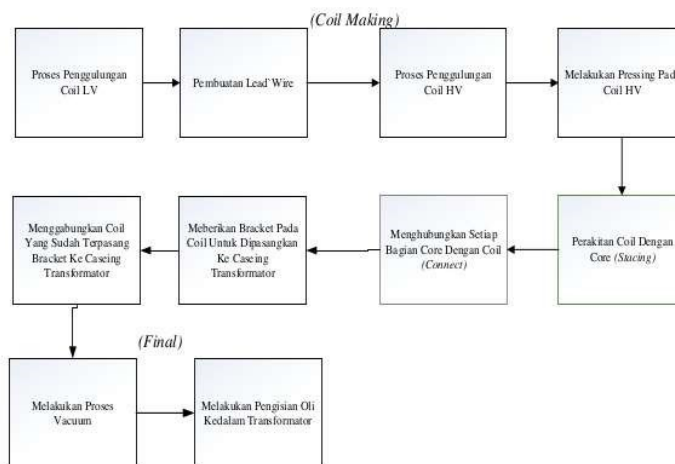 (Coil Making)
Proses Penggulungan
Coil LV
Pembuatan Lead Wire
Proses Penggulungan
Coil HV
Melakukan Pressing Pad
Coil HV
Perakitan Coil Dengan
Core (Stacing)
Menghubungkan Setiap
Bagian Core Dengan Coil
(Connect)
Meberikan Bracket Pada
Coil Untuk Dipasangkan
Ke Caseing
Transformator
Menggabungkan Coil
Yang Sudah Terpasang
Bracket Ke Caseing
Transformator
(Final)
Melakukan Proses
Vacuum
Melakukan Pengisian Oli
Kedalam Transformator